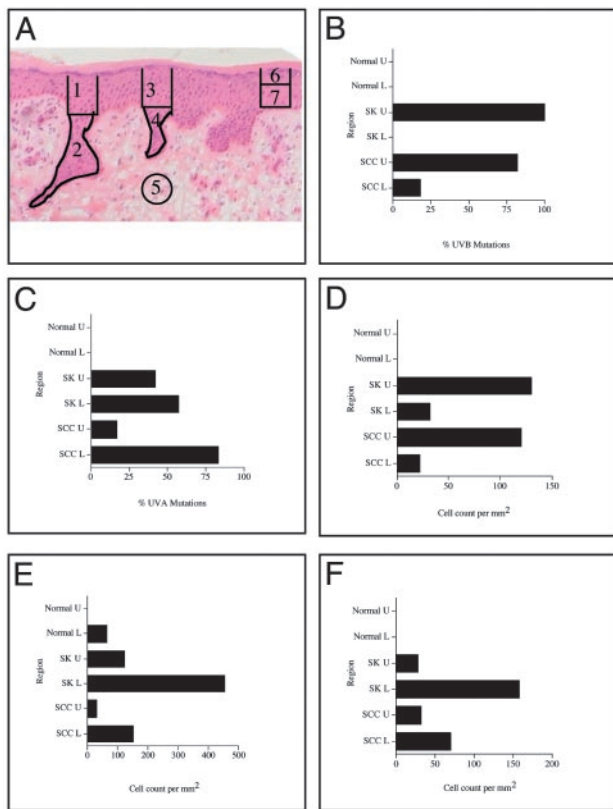 A
1
3
6
7
4
2
5
B
Normal U
Normal L
SK U
SK L
SCC U
SCC L
Region
0
25
50
75
100
% UVB Mutations
C
Normal U
Normal L
SK U
SK L
SCC U
SCC L
Region
0
25
50
75
100
% UVA Mutations
D
Normal U
Normal L
SK U
SK L
SCC U
SCC L
Region
0
50
100
150
Cell count per mm²
E
Normal U
Normal L
SK U
SK L
SCC U
SCC L
Region
0
100
200
300
400
500
Cell count per mm²
F
Normal U
Normal L
SK U
SK L
SCC U
SCC L
Region
0
50
100
150
200
Cell count per mm²